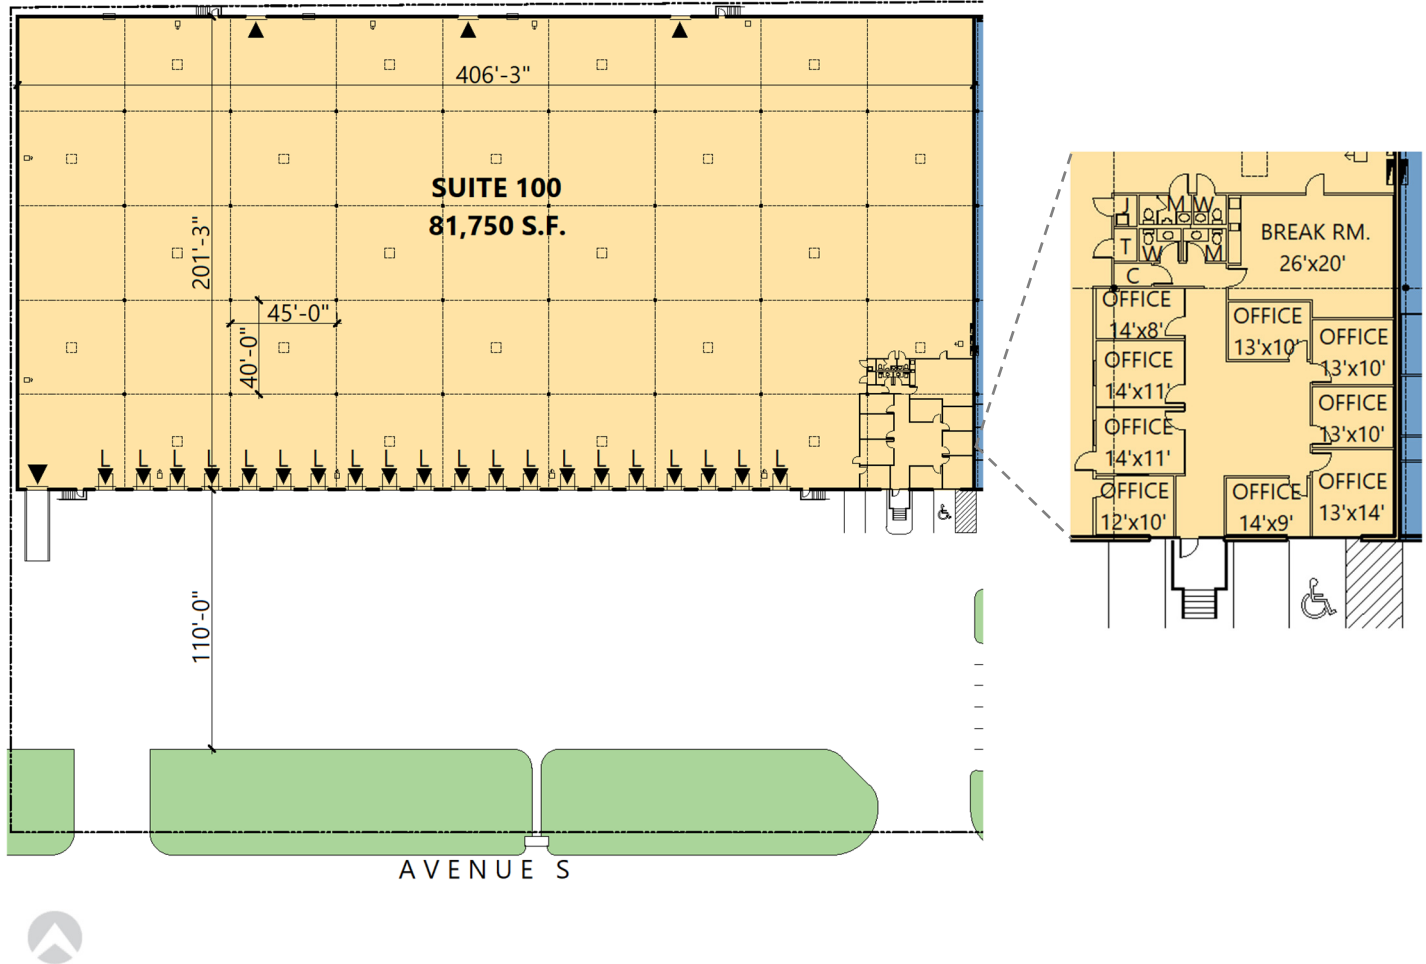 406'-3"
SUITE 100
81,750 S.F.
201'-3"
45'-0"
40'-0"
L L L L L L L L L L L L L L L L L L L L
110'-0"
AVENUE S
J M W
T W M
C
BREAK RM.
26'x20'
OFFICE
14'x8'
OFFICE
13'x10'
OFFICE
13'x10'
OFFICE
14'x11'
OFFICE
13'x10'
OFFICE
14'x11'
OFFICE
13'x14'
OFFICE
12'x10'
OFFICE
14'x9'